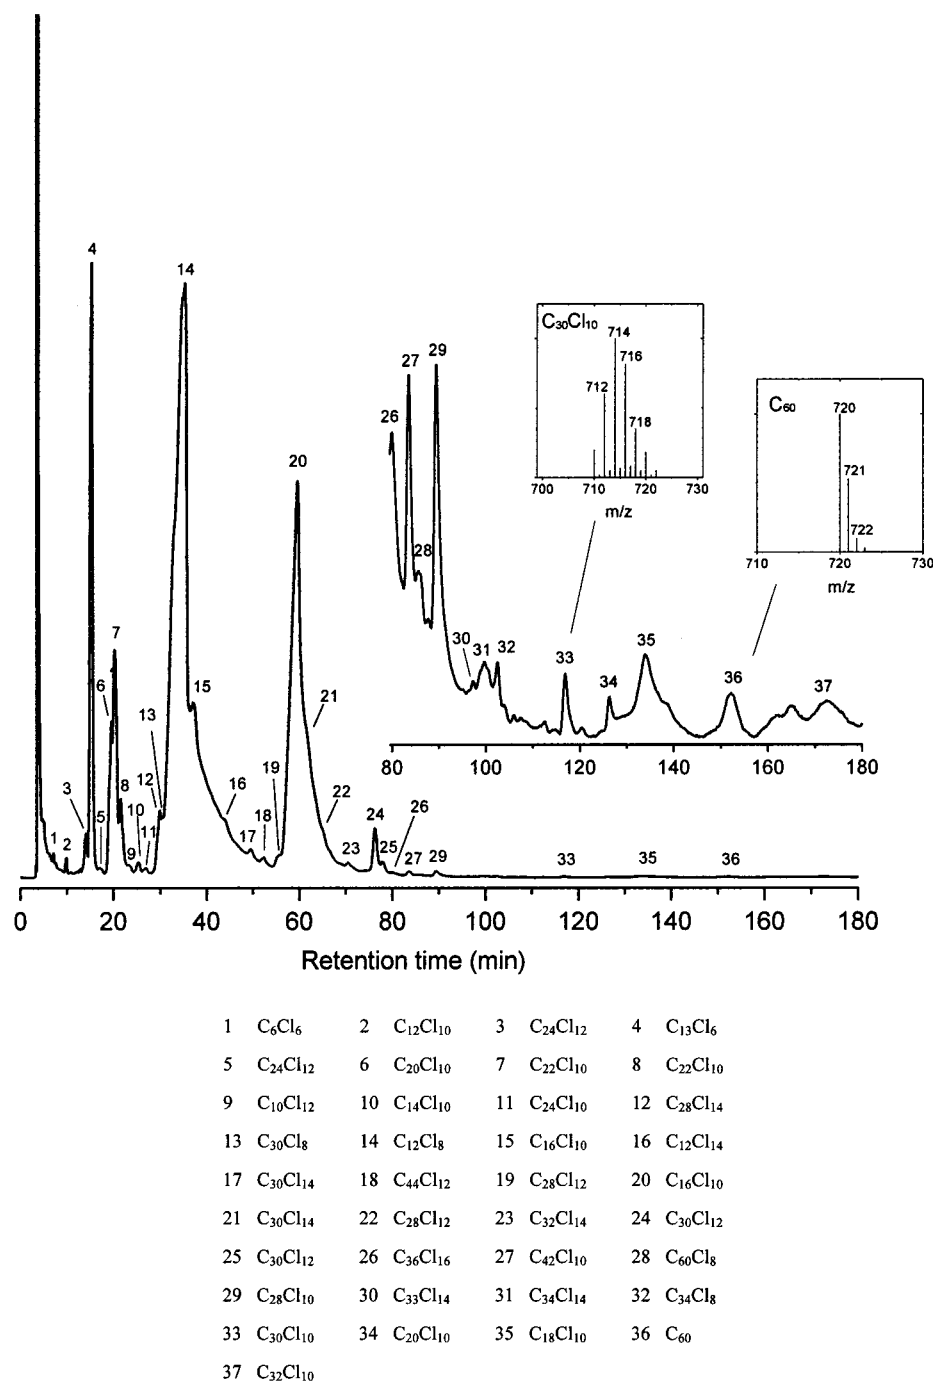 4
14
C₃₀Cl₁₀
714
716
712
718
700 710 720 730
m/z
C₆₀
720
721
722
710 720 730
m/z
29
27
26
28
20
7
6
15
13
21
30 31 32
33
34
35
36
37
80 100 120 140 160 180
3
12
19
16
22
8
5
10
1
2
9
11
17
18
23
24
25
26
27
29
33
35
36
0 20 40 60 80 100 120 140 160 180
Retention time (min)
1 C₆Cl₆ 2 C₁₂Cl₁₀ 3 C₂₄Cl₁₂ 4 C₁₃Cl₆
5 C₂₄Cl₁₂ 6 C₂₀Cl₁₀ 7 C₂₂Cl₁₀ 8 C₂₂Cl₁₀
9 C₁₀Cl₁₂ 10 C₁₄Cl₁₀ 11 C₂₄Cl₁₀ 12 C₂₈Cl₁₄
13 C₃₀Cl₈ 14 C₁₂Cl₈ 15 C₁₆Cl₁₀ 16 C₁₂Cl₁₄
17 C₃₀Cl₁₄ 18 C₄₄Cl₁₂ 19 C₂₈Cl₁₂ 20 C₁₆Cl₁₀
21 C₃₀Cl₁₄ 22 C₂₈Cl₁₂ 23 C₃₂Cl₁₄ 24 C₃₀Cl₁₂
25 C₃₀Cl₁₂ 26 C₃₆Cl₁₆ 27 C₄₂Cl₁₀ 28 C₆₀Cl₈
29 C₂₈Cl₁₀ 30 C₃₃Cl₁₄ 31 C₃₄Cl₁₄ 32 C₃₄Cl₈
33 C₃₀Cl₁₀ 34 C₂₀Cl₁₀ 35 C₁₈Cl₁₀ 36 C₆₀
37 C₃₂Cl₁₀